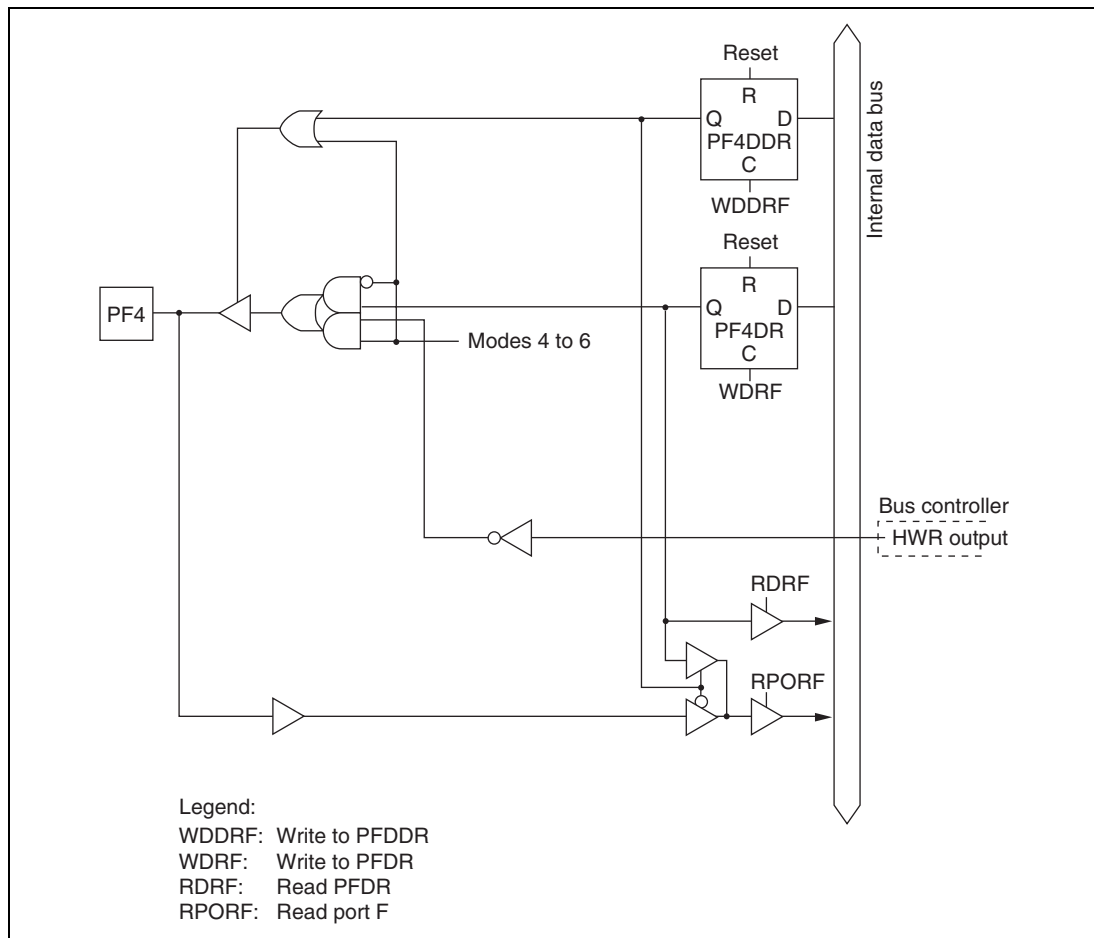 Reset
R
Q D
PF4DDR
C
WDDRF
Internal data bus
Reset
R
Q D
PF4DR
C
WDRF
PF4
Modes 4 to 6
Bus controller
HWR output
RDRF
RPORF
Legend:
WDDRF: Write to PFDDR
WDRF: Write to PFDR
RDRF: Read PFDR
RPORF: Read port F